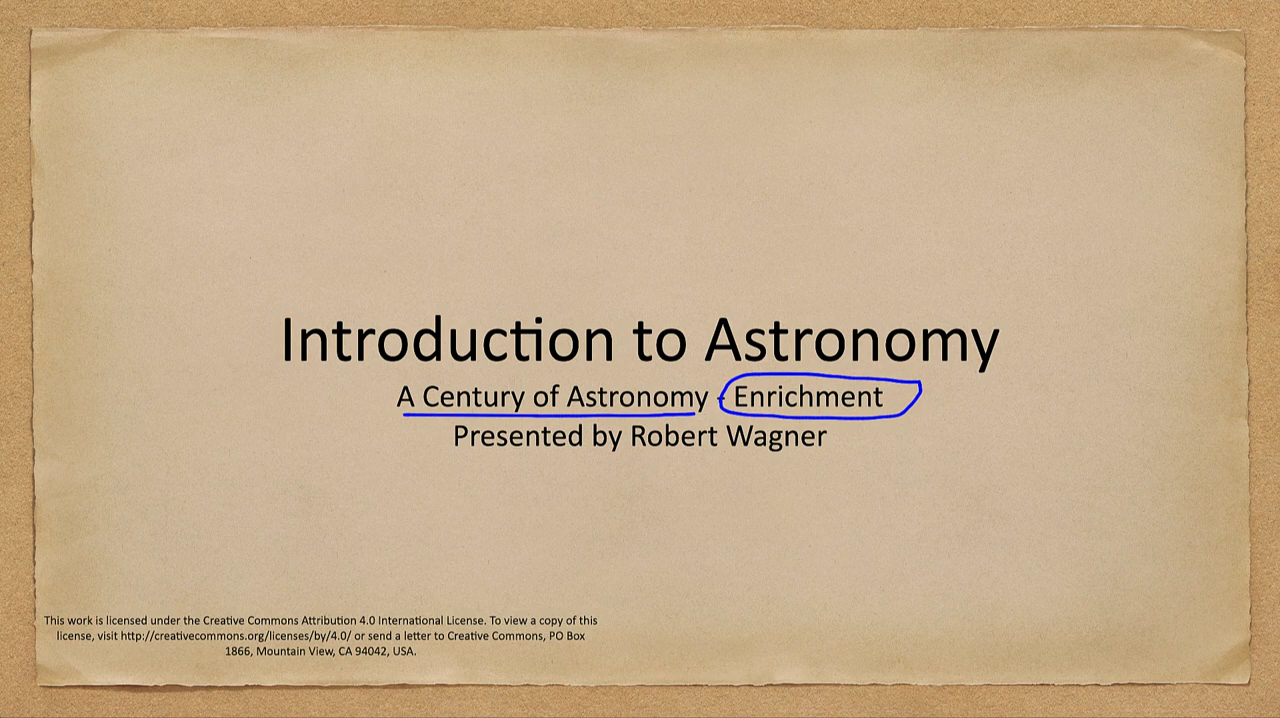 Introduction to Astronomy
A Century of Astronomy - Enrichment
Presented by Robert Wagner
This work is licensed under the Creative Commons Attribution 4.0 International License. To view a copy of this
license, visit http://creativecommons.org/licenses/by/4.0/ or send a letter to Creative Commons, PO Box
1866, Mountain View, CA 94042, USA.